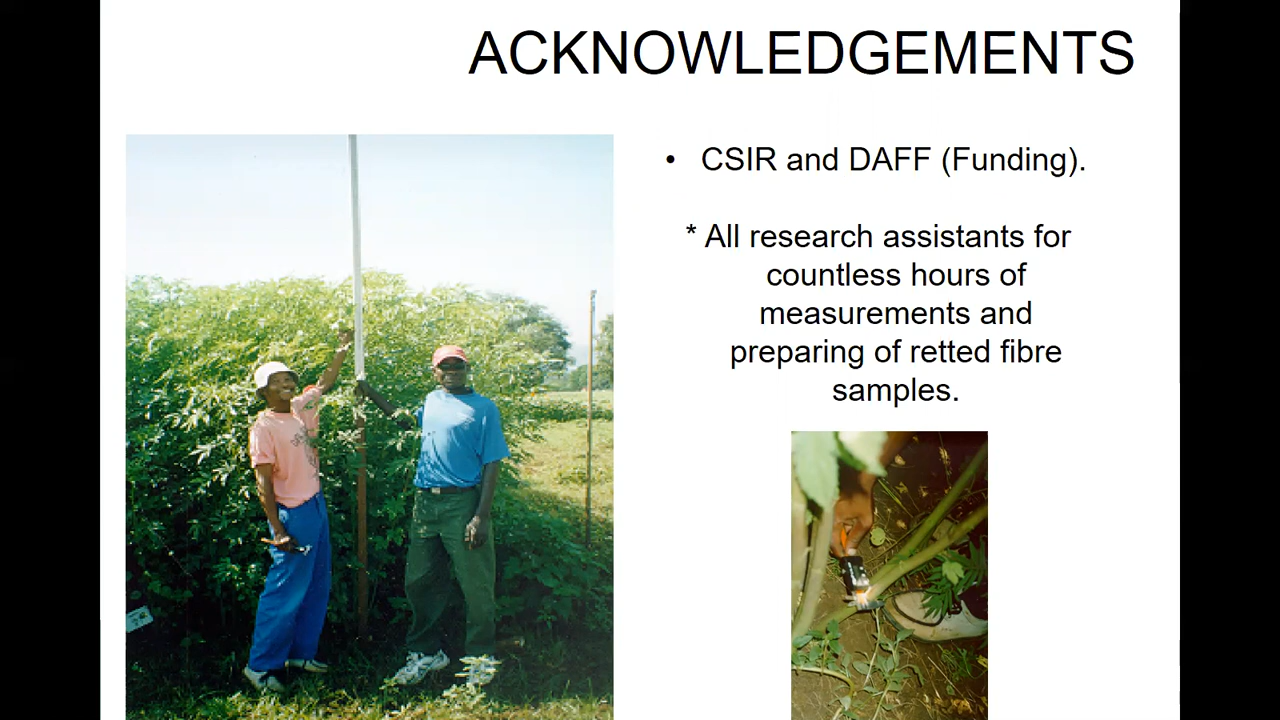 ACKNOWLEDGEMENTS
• CSIR and DAFF (Funding).
* All research assistants for
countless hours of
measurements and
preparing of retted fibre
samples.